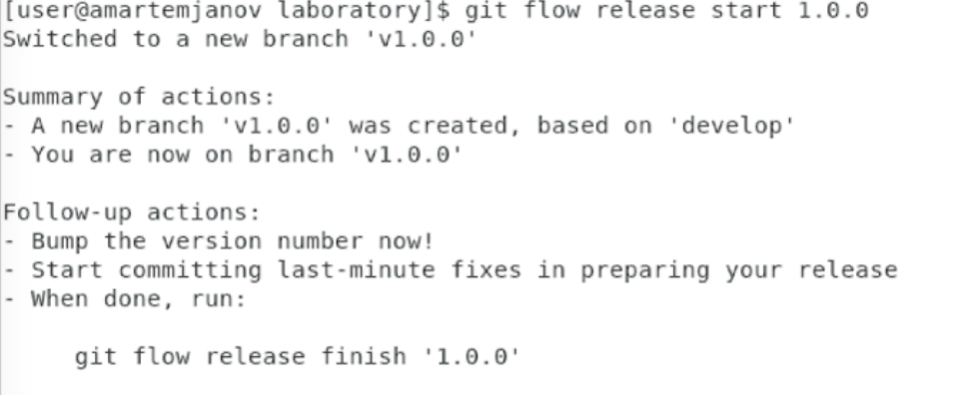 [user@amartemjanov laboratory]$ git flow release start 1.0.0
Switched to a new branch 'v1.0.0'
Summary of actions:
- A new branch 'v1.0.0' was created, based on 'develop'
- You are now on branch 'v1.0.0'
Follow-up actions:
- Bump the version number now!
- Start committing last-minute fixes in preparing your release
- When done, run:
git flow release finish '1.0.0'